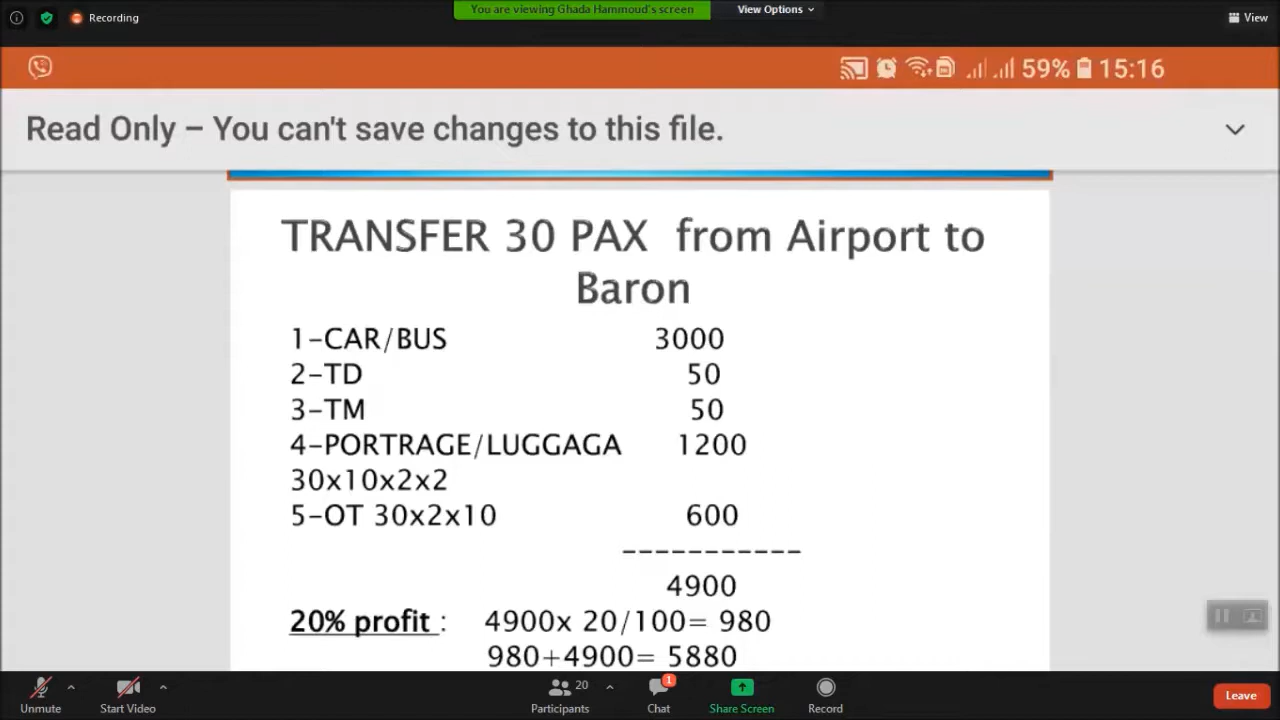 Recording
You are viewing Ghada Hammoud's screen
View Options
View
59% 15:16
Read Only – You can't save changes to this file.
TRANSFER 30 PAX from Airport to
Baron
1-CAR/BUS 3000
2-TD 50
3-TM 50
4-PORTRAGE/LUGGAGA 1200
30x10x2x2
5-OT 30x2x10 600
-----------
4900
20% profit : 4900x 20/100= 980
980+4900= 5880
Unmute
Start Video
20
Participants
1
Chat
Share Screen
Record
Leave